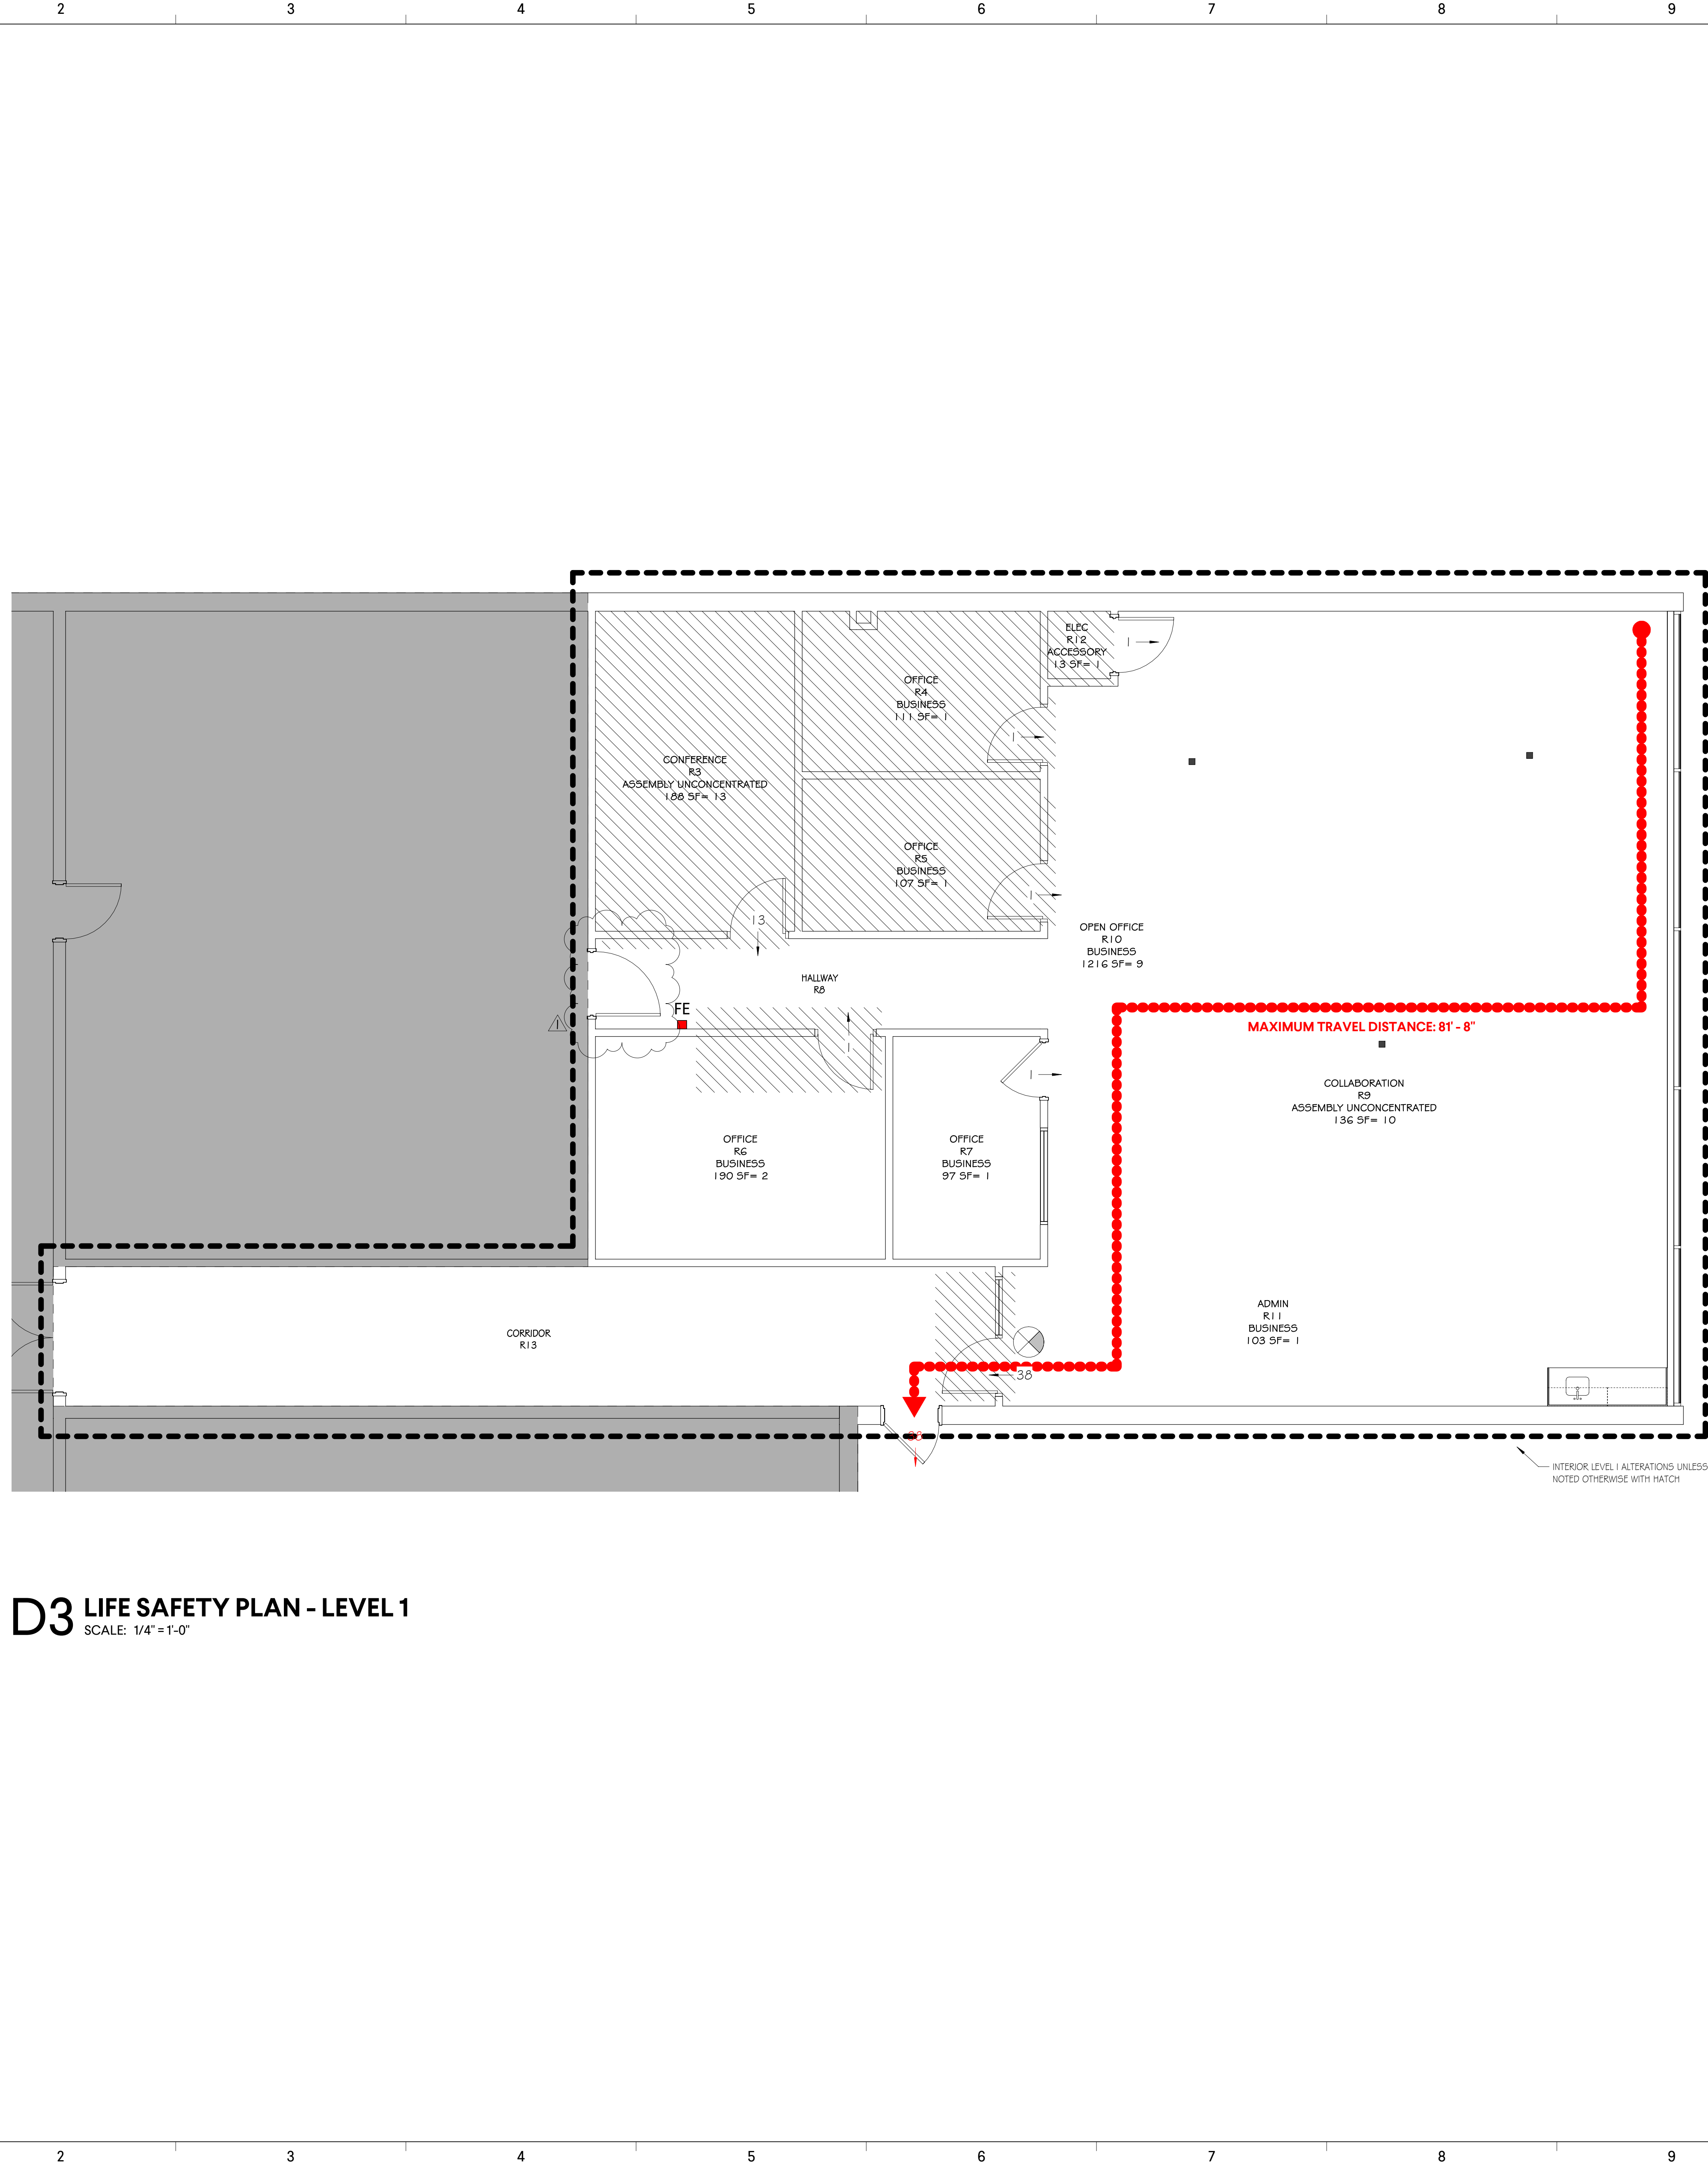 2 3 4 5 6 7 8 9
ELEC
R12
ACCESSORY
13 SF= 1
1
OFFICE
R4
BUSINESS
111 SF= 1
1
CONFERENCE
R3
ASSEMBLY UNCONCENTRATED
188 SF= 13
OFFICE
R5
BUSINESS
107 SF= 1
1
13
OPEN OFFICE
R10
BUSINESS
1216 SF= 9
HALLWAY
R8
FE
1
1
MAXIMUM TRAVEL DISTANCE: 81' - 8"
1
COLLABORATION
R9
ASSEMBLY UNCONCENTRATED
136 SF= 10
OFFICE
R6
BUSINESS
190 SF= 2
OFFICE
R7
BUSINESS
97 SF= 1
ADMIN
R11
BUSINESS
103 SF= 1
CORRIDOR
R13
38
38
INTERIOR LEVEL 1 ALTERATIONS UNLESS
NOTED OTHERWISE WITH HATCH
D3 LIFE SAFETY PLAN - LEVEL 1
SCALE: 1/4" = 1'-0"
2 3 4 5 6 7 8 9